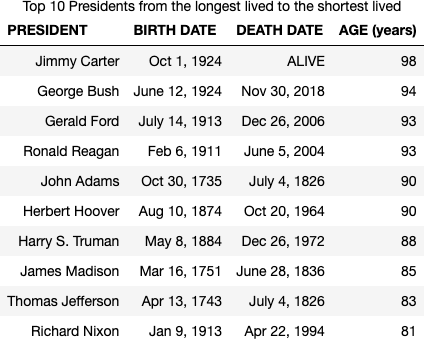 Top 10 Presidents from the longest lived to the shortest lived
PRESIDENT BIRTH DATE DEATH DATE AGE (years)
Jimmy Carter Oct 1, 1924 ALIVE 98
George Bush June 12, 1924 Nov 30, 2018 94
Gerald Ford July 14, 1913 Dec 26, 2006 93
Ronald Reagan Feb 6, 1911 June 5, 2004 93
John Adams Oct 30, 1735 July 4, 1826 90
Herbert Hoover Aug 10, 1874 Oct 20, 1964 90
Harry S. Truman May 8, 1884 Dec 26, 1972 88
James Madison Mar 16, 1751 June 28, 1836 85
Thomas Jefferson Apr 13, 1743 July 4, 1826 83
Richard Nixon Jan 9, 1913 Apr 22, 1994 81